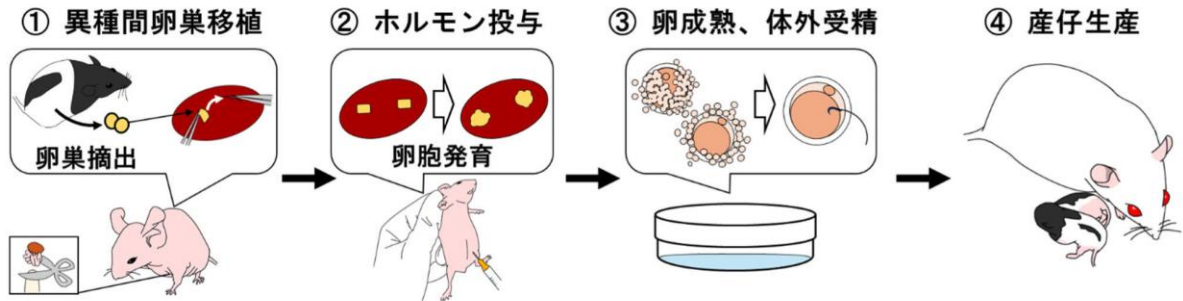 ① 異種間卵巣移植
② ホルモン投与
③ 卵成熟、体外受精
④ 産仔生産
卵巣摘出
卵胞発育